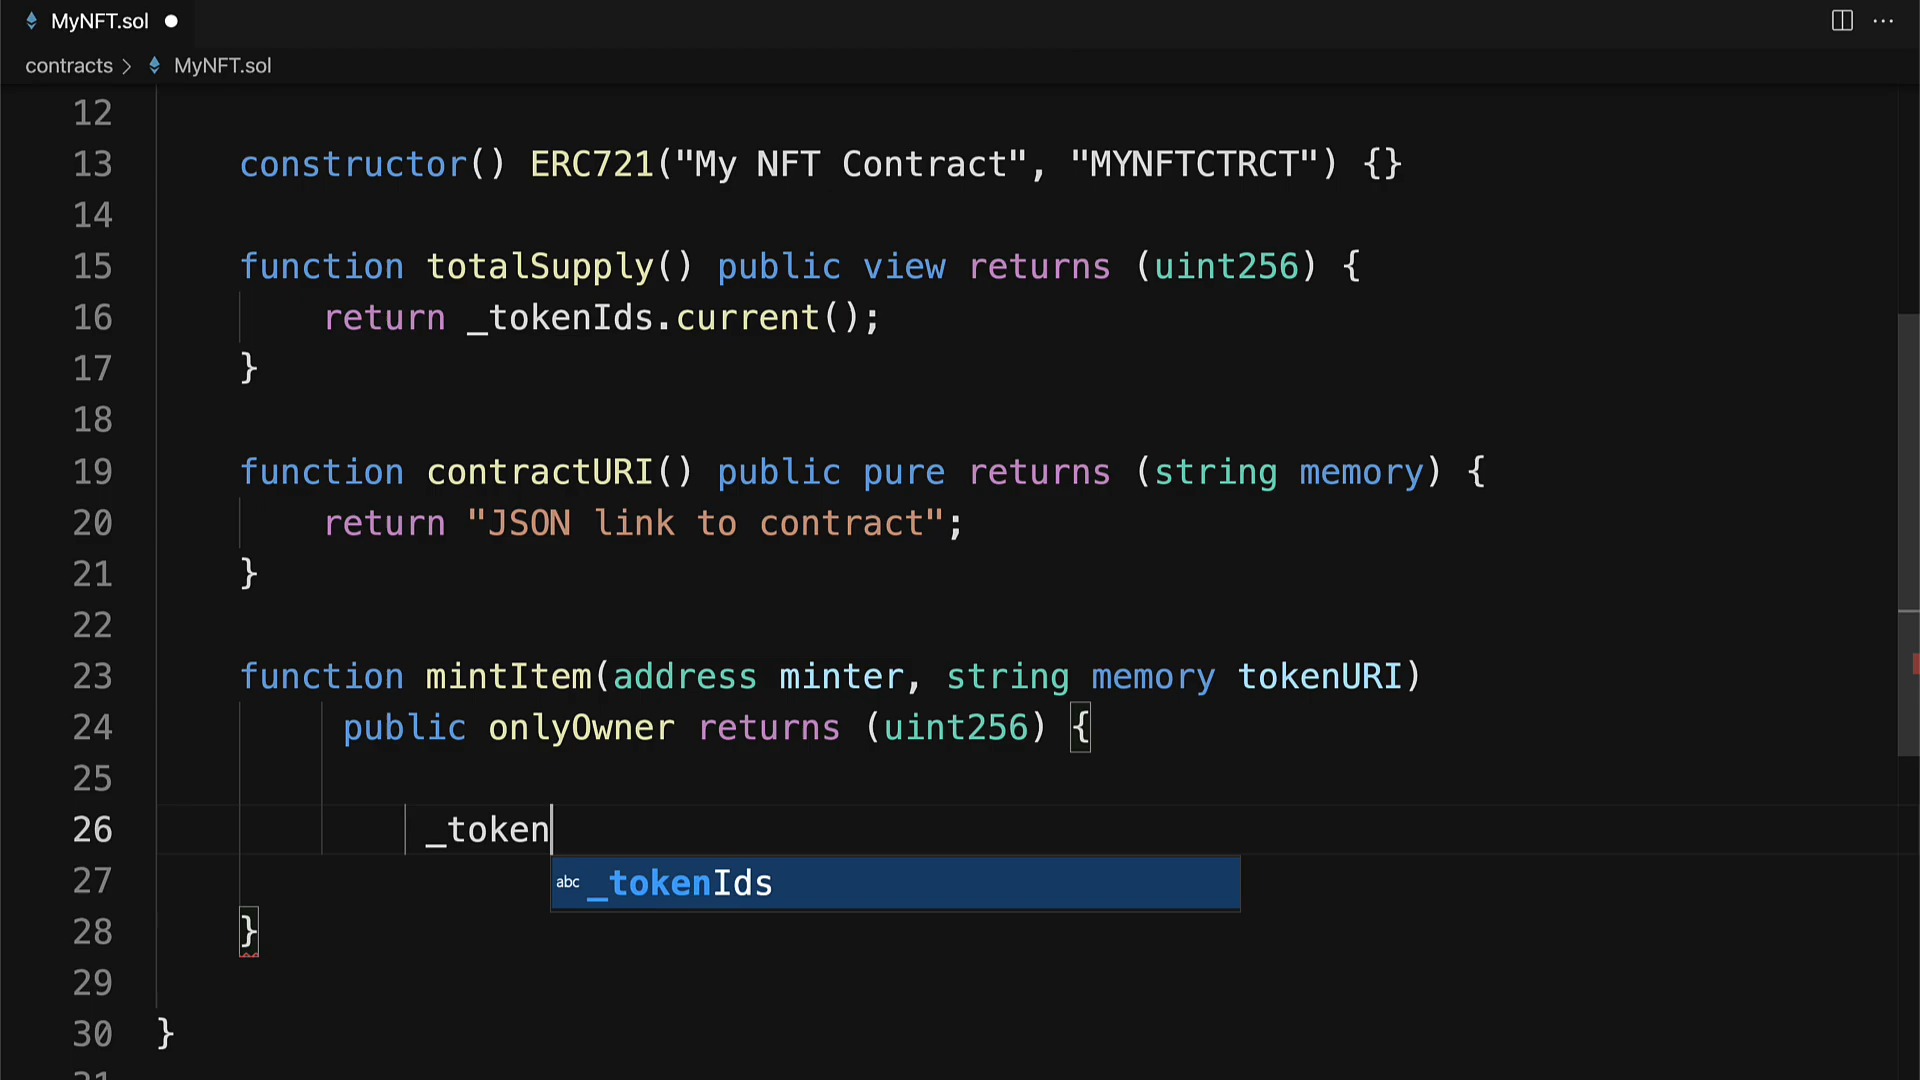 MyNFT.sol
contracts > MyNFT.sol
12
13 constructor() ERC721("My NFT Contract", "MYNFTCTRCT") {}
14
15 function totalSupply() public view returns (uint256) {
16 return _tokenIds.current();
17 }
18
19 function contractURI() public pure returns (string memory) {
20 return "JSON link to contract";
21 }
22
23 function mintItem(address minter, string memory tokenURI)
24 public onlyOwner returns (uint256) {
25
26 _token
abc _tokenIds
27
28 }
29
30 }
31